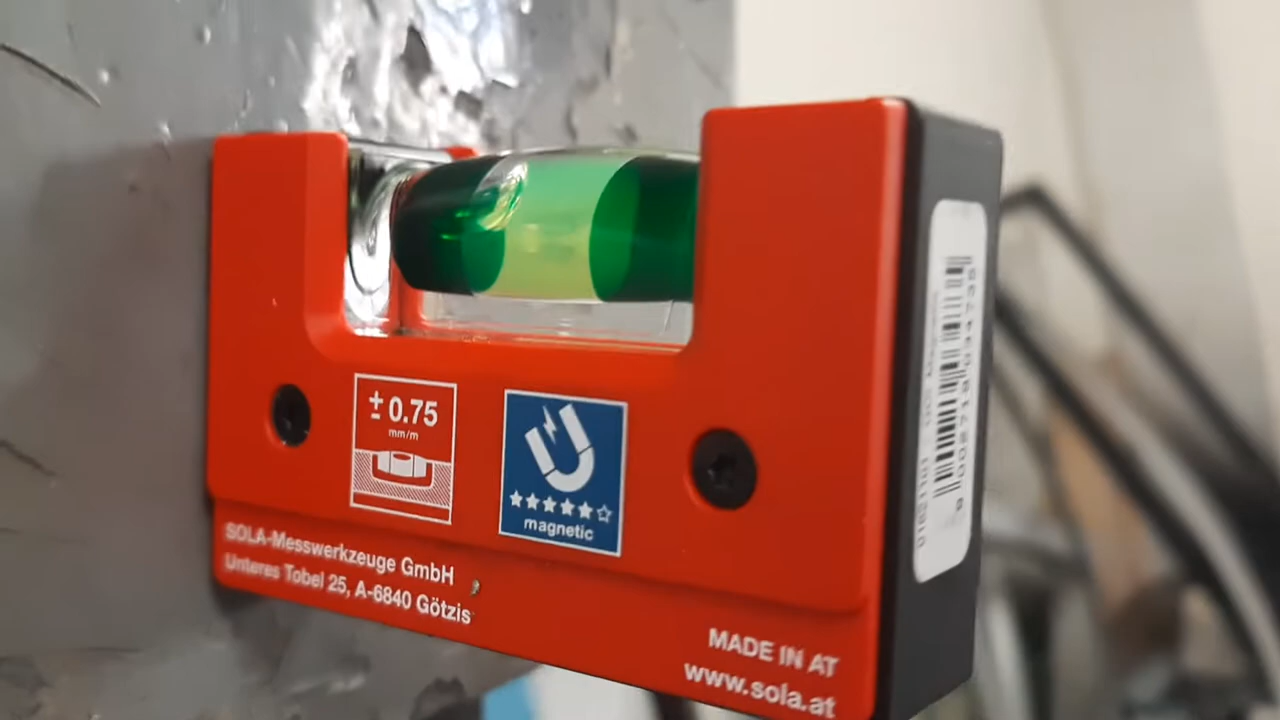 ± 0.75
mm/m
magnetic
SOLA-Messwerkzeuge GmbH
Unteres Tobel 25, A-6840 Götzis
MADE IN AT
www.sola.at